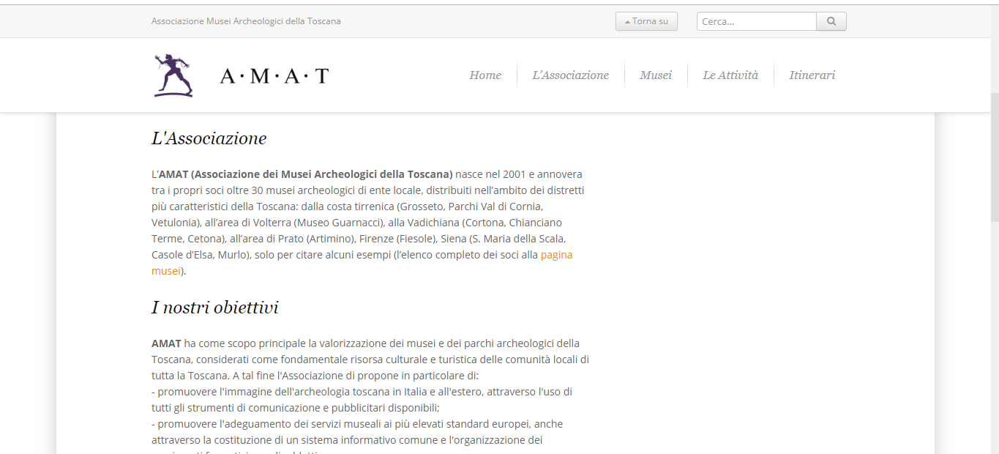 Associazione Musei Archeologici della Toscana
Torna su
Cerca...
A·M·A·T
Home
L'Associazione
Musei
Le Attività
Itinerari
L'Associazione
L'AMAT (Associazione dei Musei Archeologici della Toscana) nasce nel 2001 e annovera
tra i propri soci oltre 30 musei archeologici di ente locale, distribuiti nell'ambito dei distretti
più caratteristici della Toscana: dalla costa tirrenica (Grosseto, Parchi Val di Cornia,
Vetulonia), all'area di Volterra (Museo Guarnacci), alla Vadichiana (Cortona, Chianciano
Terme, Cetona), all'area di Prato (Artimino), Firenze (Fiesole), Siena (S. Maria della Scala,
Casole d'Elsa, Murlo), solo per citare alcuni esempi (l'elenco completo dei soci alla pagina
musei).
I nostri obiettivi
AMAT ha come scopo principale la valorizzazione dei musei e dei parchi archeologici della
Toscana, considerati come fondamentale risorsa culturale e turistica delle comunità locali di
tutta la Toscana. A tal fine l'Associazione di propone in particolare di:
- promuovere l'immagine dell'archeologia toscana in Italia e all'estero, attraverso l'uso di
tutti gli strumenti di comunicazione e pubblicitari disponibili;
- promuovere l'adeguamento dei servizi museali ai più elevati standard europei, anche
attraverso la costituzione di un sistema informativo comune e l'organizzazione dei